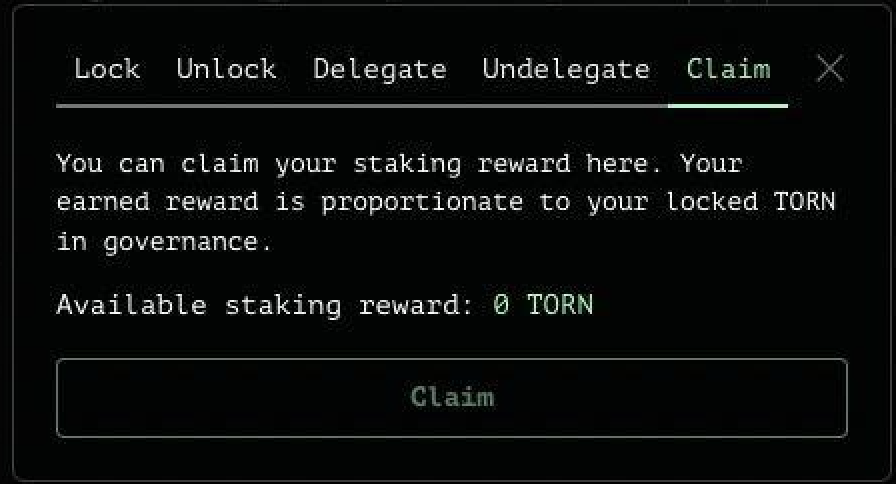 Lock Unlock Delegate Undelegate Claim
You can claim your staking reward here. Your
earned reward is proportionate to your locked TORN
in governance.
Available staking reward: 0 TORN
Claim